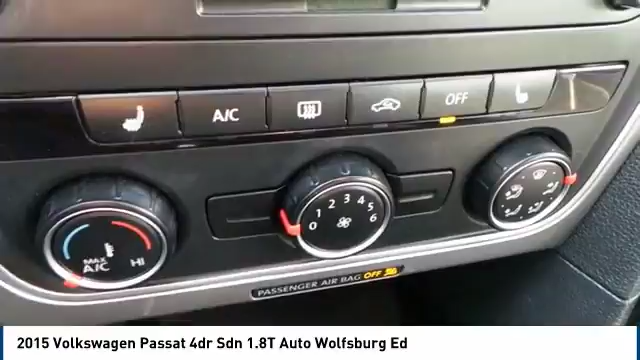 A/C OFF
1 2 3 4 5 6 0
MAX A/C HI
PASSENGER AIR BAG OFF
2015 Volkswagen Passat 4dr Sdn 1.8T Auto Wolfsburg Ed